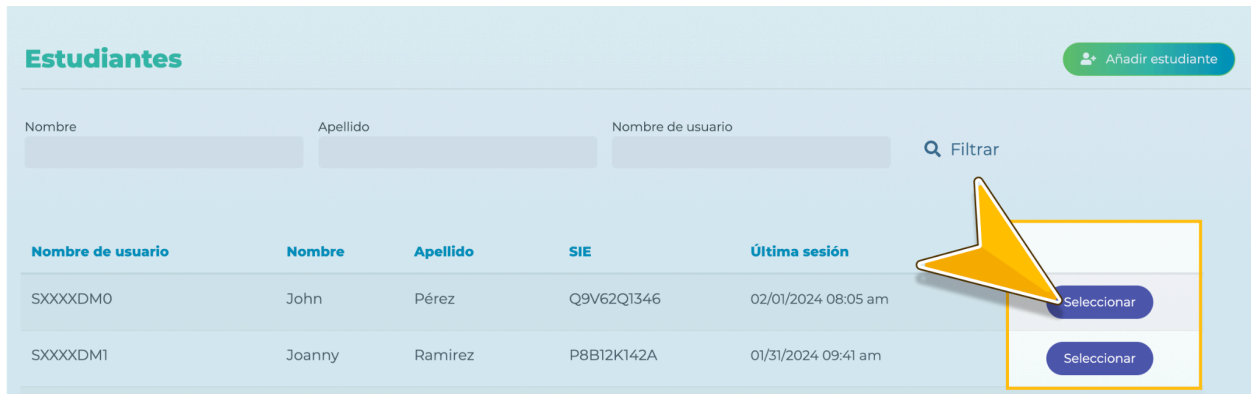 Estudiantes
Añadir estudiante
Nombre Apellido Nombre de usuario
Filtrar
Nombre de usuario Nombre Apellido SIE Última sesión
SXXXXDM0 John Pérez Q9V62Q1346 02/01/2024 08:05 am Seleccionar
SXXXXDM1 Joanny Ramirez P8B12K142A 01/31/2024 09:41 am Seleccionar